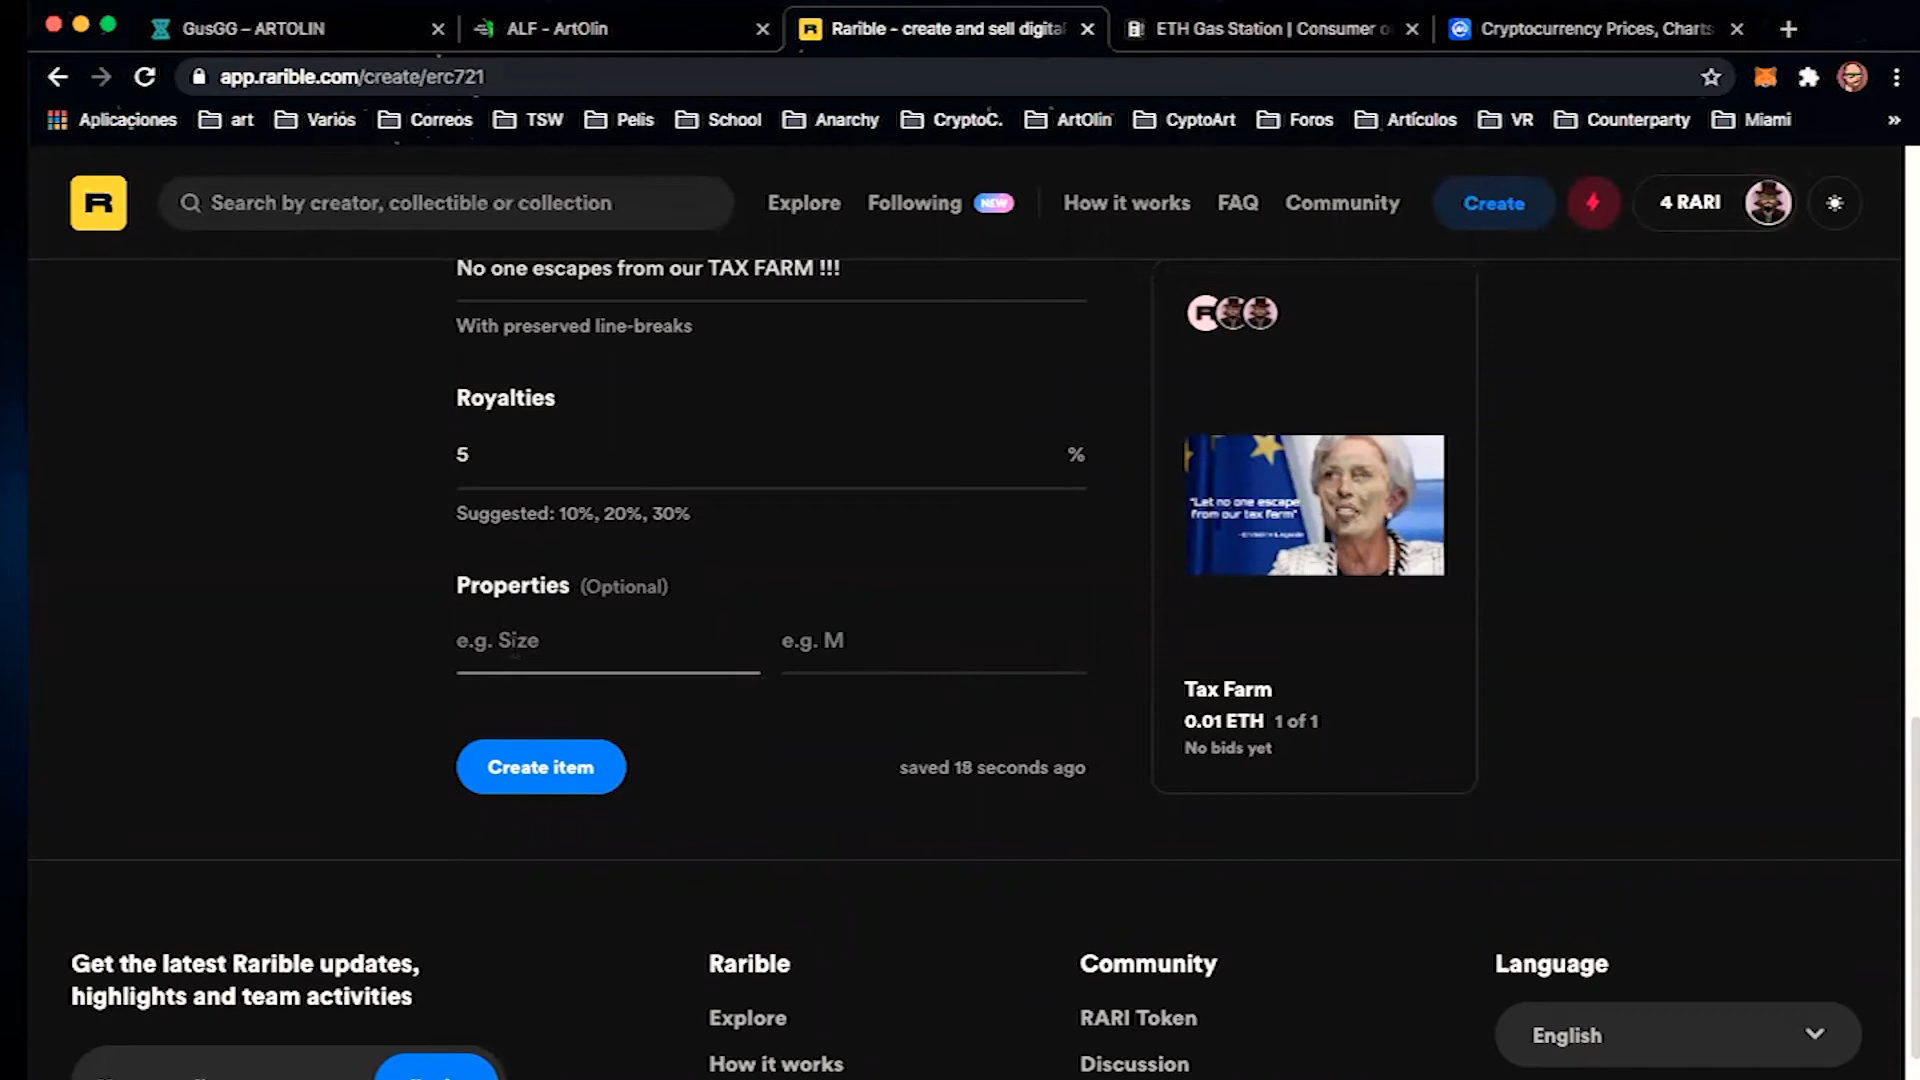 GusGG – ARTOLIN
ALF - ArtOlin
Rarible - create and sell digital
ETH Gas Station | Consumer o
Cryptocurrency Prices, Charts
app.rarible.com/create/erc721
Aplicaciones
art
Varios
Correos
TSW
Pelis
School
Anarchy
CryptoC.
ArtOlin
CyptoArt
Foros
Artículos
VR
Counterparty
Miami
»
R
Search by creator, collectible or collection
Explore
Following
NEW
How it works
FAQ
Community
Create
4 RARI
No one escapes from our TAX FARM !!!
With preserved line-breaks
Royalties
5
%
Suggested: 10%, 20%, 30%
Properties (Optional)
e.g. Size
e.g. M
Create item
saved 18 seconds ago
R
"Let no one escape
from our tax farm"
Tax Farm
0.01 ETH 1 of 1
No bids yet
Get the latest Rarible updates,
highlights and team activities
Rarible
Explore
How it works
Community
RARI Token
Discussion
Language
English